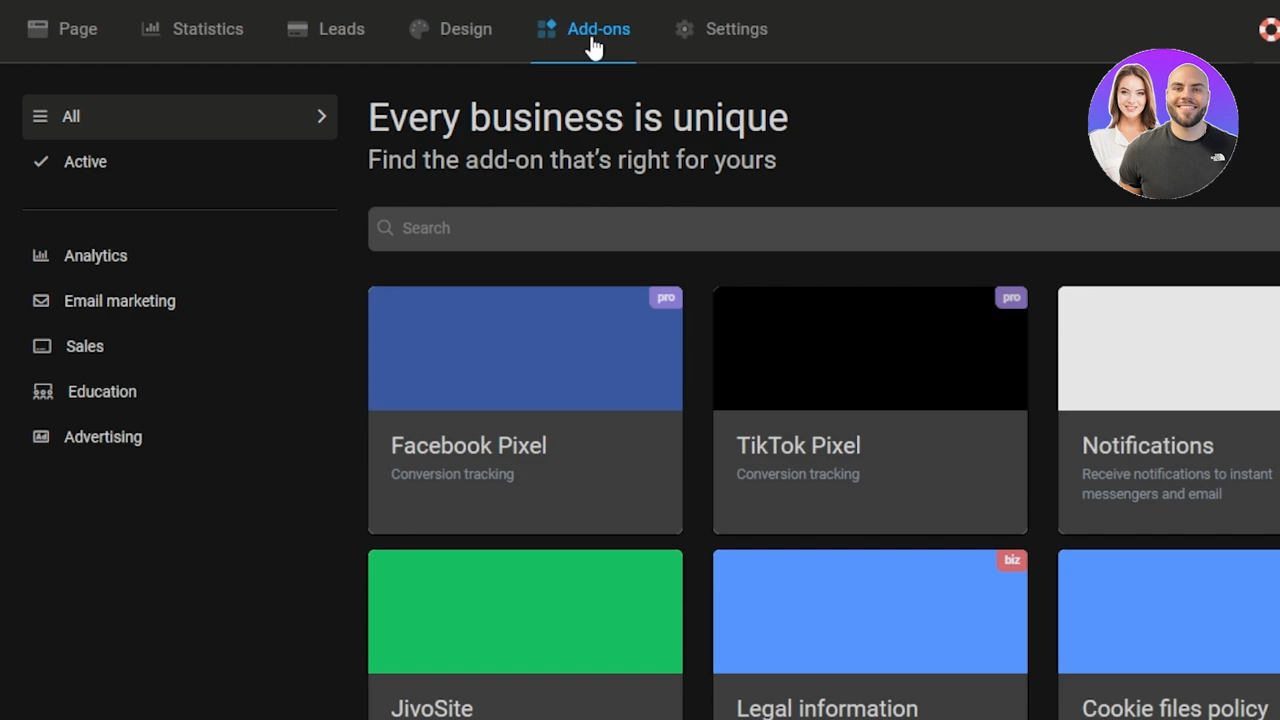 Page
Statistics
Leads
Design
Add-ons
Settings
All
Active
Analytics
Email marketing
Sales
Education
Advertising
Every business is unique
Find the add-on that's right for yours
Search
pro
Facebook Pixel
Conversion tracking
pro
TikTok Pixel
Conversion tracking
Notifications
Receive notifications to instant
messengers and email
JivoSite
biz
Legal information
Cookie files policy